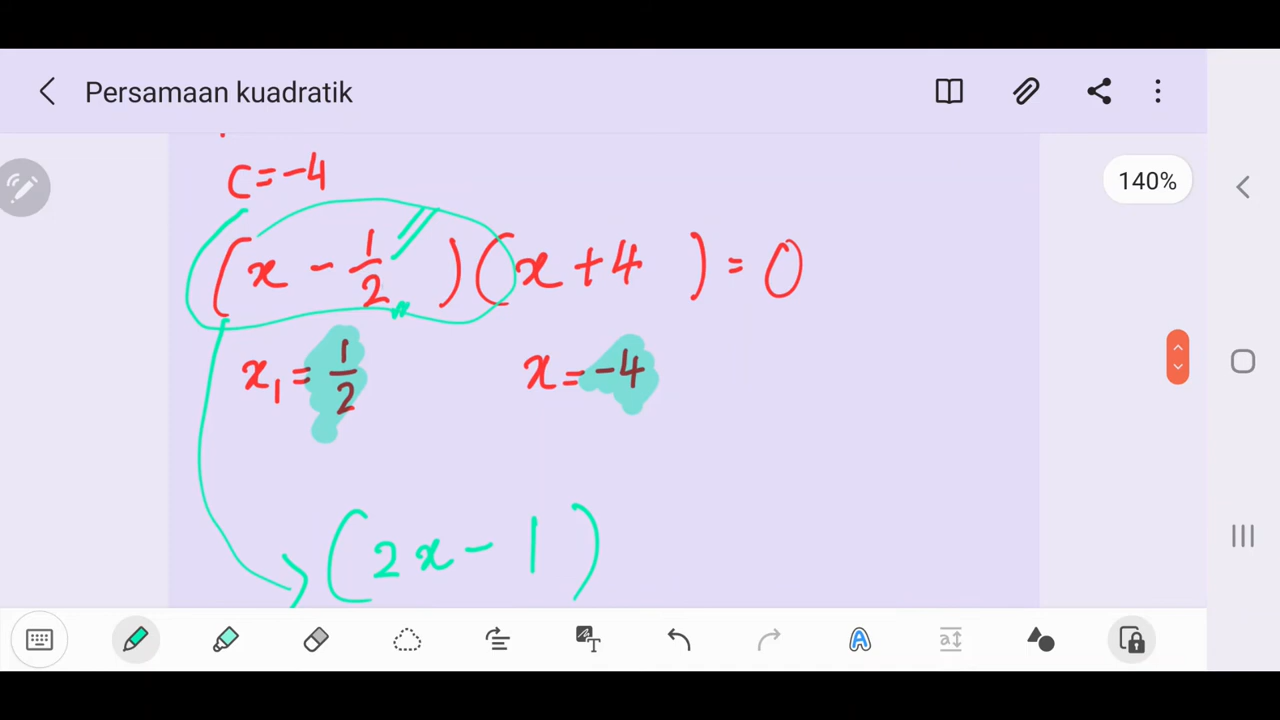 Persamaan kuadratik
140%
c = -4
(x - 1/2)(x + 4) = 0
x₁ = 1/2 x = -4
(2x - 1)